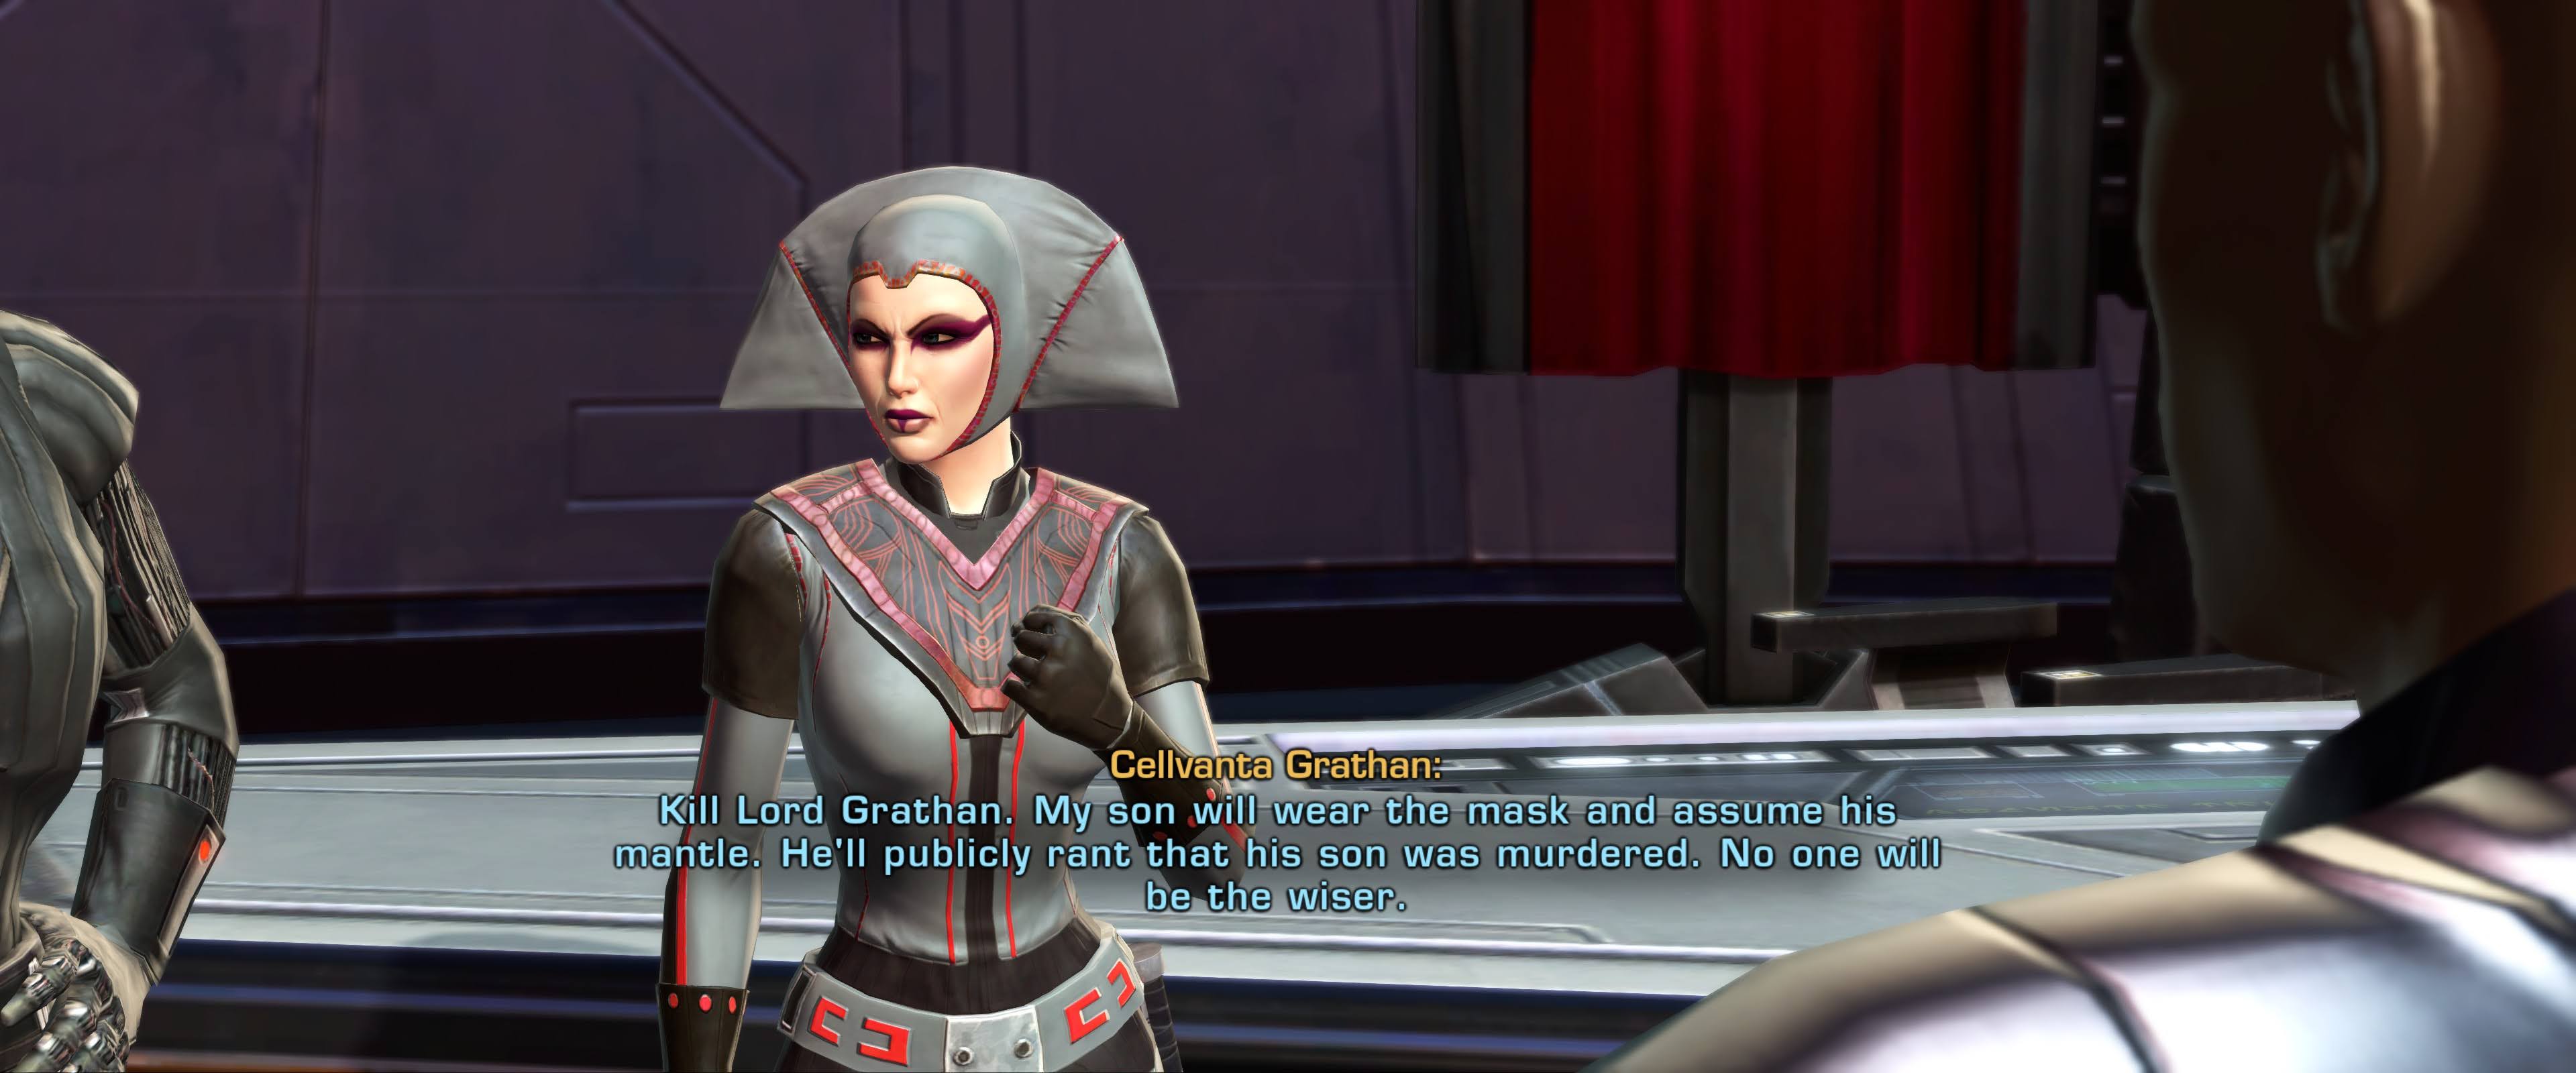 Cellvanta Grathan:
Kill Lord Grathan. My son will wear the mask and assume his
mantle. He'll publicly rant that his son was murdered. No one will
be the wiser.